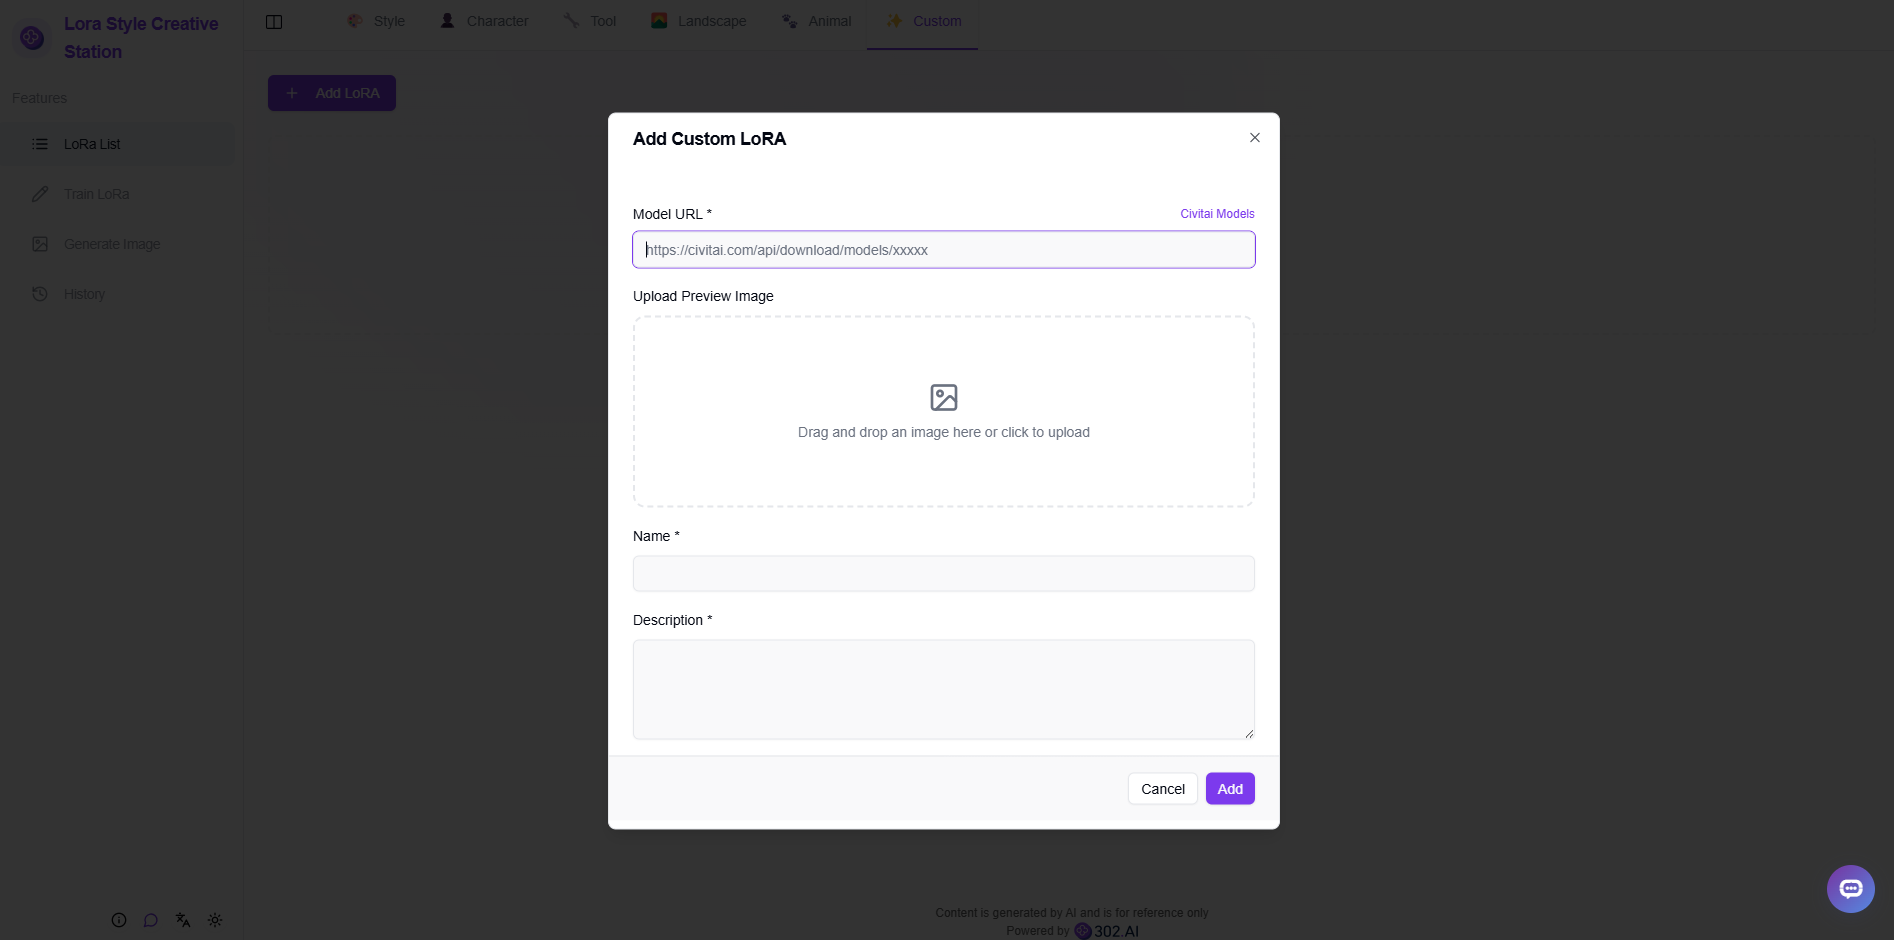 Lora Style Creative
Station
Features
LoRa List
Train LoRa
Generate Image
History
Style
Character
Tool
Landscape
Animal
Custom
Add LoRA
Add Custom LoRA
Model URL *
Civitai Models
https://civitai.com/api/download/models/xxxxx
Upload Preview Image
Drag and drop an image here or click to upload
Name *
Description *
Cancel
Add
Content is generated by AI and is for reference only
Powered by 302.AI